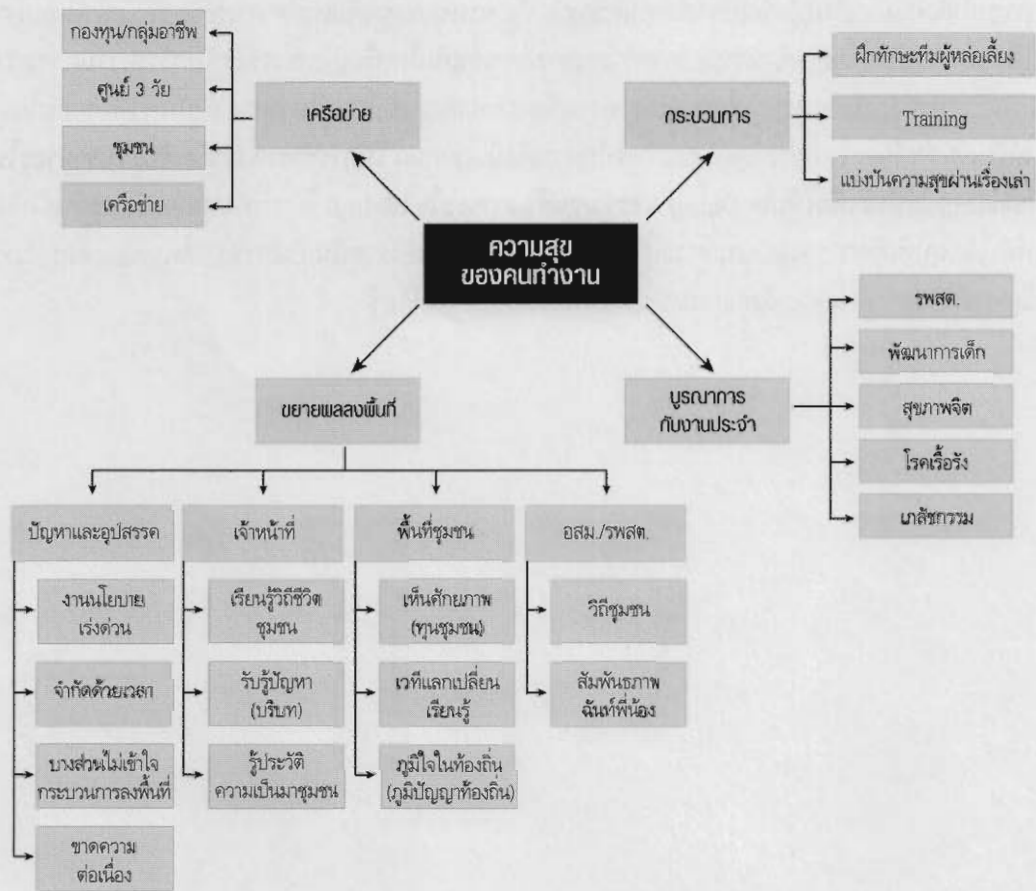 กองทุน/กลุ่มอาชีพ
ศูนย์ 3 วัย
ชุมชน
เครือข่าย
เครือข่าย
กระบวนการ
ฝึกทักษะทีมผู้หล่อเลี้ยง
Training
แบ่งปันความสุขผ่านเรื่องเล่า
ความสุข
ของคนทำงาน
ขยายผลลงพื้นที่
บูรณาการ
กับงานประจำ
รพสต.
พัฒนาการเด็ก
สุขภาพจิต
โรคเรื้อรัง
เภสัชกรรม
ปัญหาและอุปสรรค
งานนโยบาย
เร่งด่วน
จำกัดด้วยเวลา
บางส่วนไม่เข้าใจ
กระบวนการลงพื้นที่
ขาดความ
ต่อเนื่อง
เจ้าหน้าที่
เรียนรู้วิถีชีวิต
ชุมชน
รับรู้ปัญหา
(บริบท)
รู้ประวัติ
ความเป็นมาชุมชน
พื้นที่ชุมชน
เห็นศักยภาพ
(ทุนชุมชน)
เวทีแลกเปลี่ยน
เรียนรู้
ภูมิใจในท้องถิ่น
(ภูมิปัญญาท้องถิ่น)
อสม./รพสต.
วิถีชุมชน
สัมพันธภาพ
ฉันท์พี่น้อง